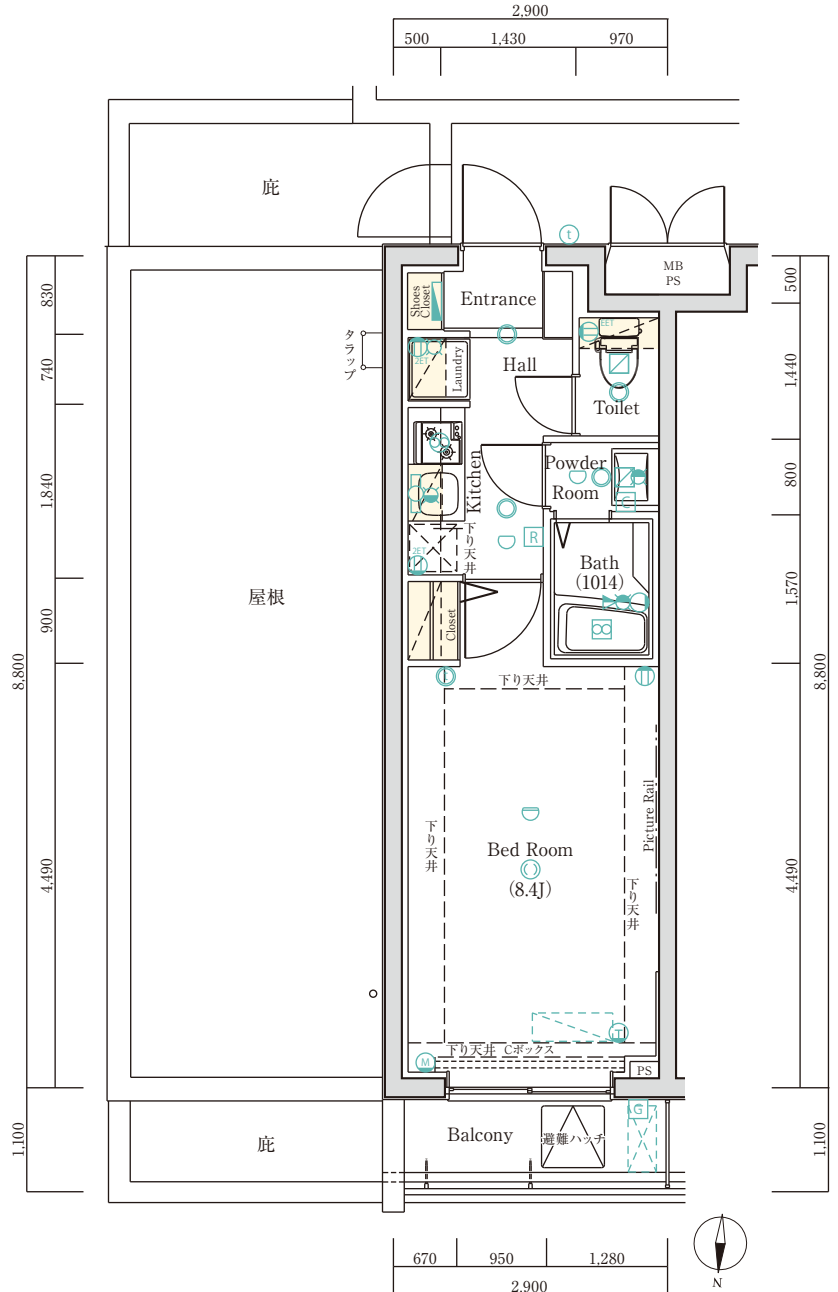 2,900
500
1,430
970
庇
t
MB
PS
Entrance
Shoes
Closet
830
500
タラップ
EET
2ET
Laundry
Hall
740
1,440
Toilet
Kitchen
Powder
Room
C
1,840
800
下り天井
R
2ET
Bath
(1014)
屋根
900
1,570
Closet
8,800
8,800
下り天井
Picture Rail
下り天井
Bed Room
(8.4J)
下り天井
4,490
4,490
T
M
下り天井 Cボックス
PS
G
1,100
1,100
庇
Balcony
避難ハッチ
670
950
1,280
2,900
N